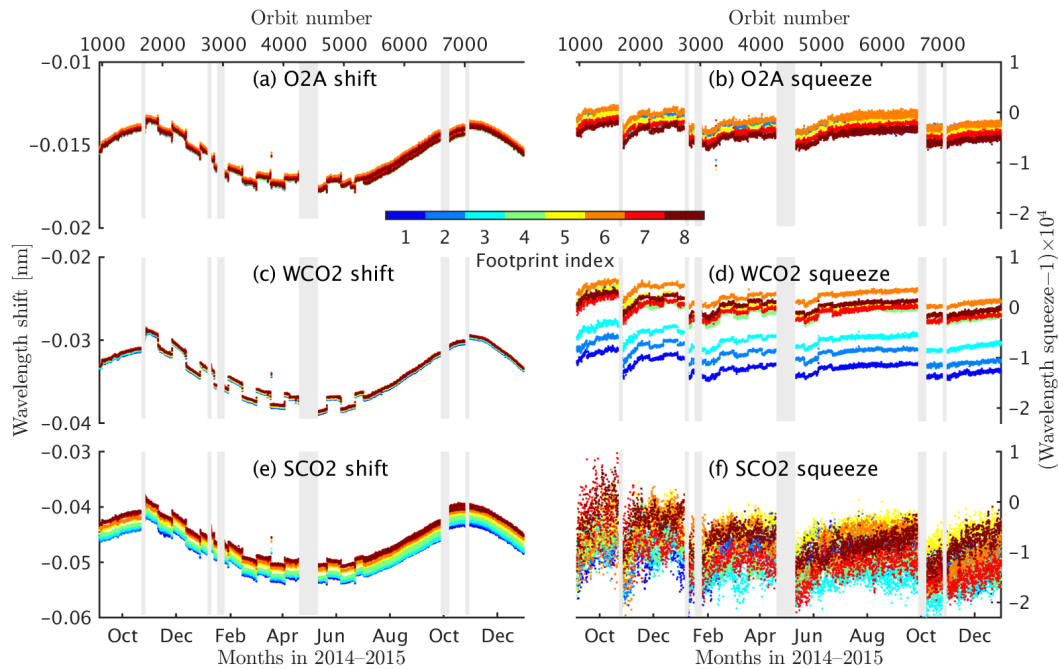 Orbit number Orbit number
1000 2000 3000 4000 5000 6000 7000 1000 2000 3000 4000 5000 6000 7000
−0.01 (a) O2A shift (b) O2A squeeze 1
0
−0.015
−1
−0.02 −2
1 2 3 4 5 6 7 8
Footprint index
−0.02 (c) WCO2 shift (d) WCO2 squeeze 1
0
−0.03
−1
−2
−0.04
−0.03 (e) SCO2 shift (f) SCO2 squeeze 1
−0.04 0
−0.05 −1
−0.06 −2
Wavelength shift [nm]
(Wavelength squeeze−1)×10⁴
Oct Dec Feb Apr Jun Aug Oct Dec Oct Dec Feb Apr Jun Aug Oct Dec
Months in 2014–2015 Months in 2014–2015